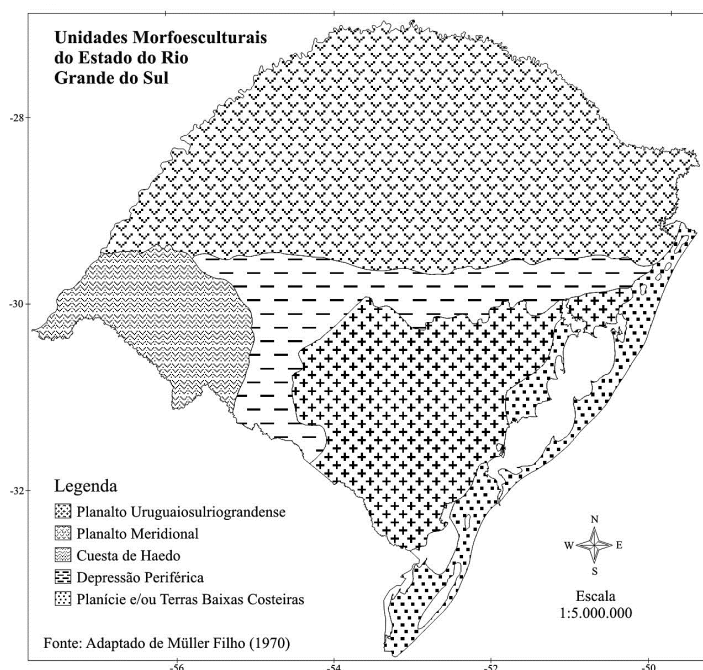 Unidades Morfoesculturais
do Estado do Rio
Grande do Sul
-28
-30
-32
Legenda
Planalto Uruguaiosulriograndense
Planalto Meridional
Cuesta de Haedo
Depressão Periférica
Planície e/ou Terras Baixas Costeiras
N
W E
S
Escala
1:5.000.000
Fonte: Adaptado de Müller Filho (1970)
-56 -54 -52 -50